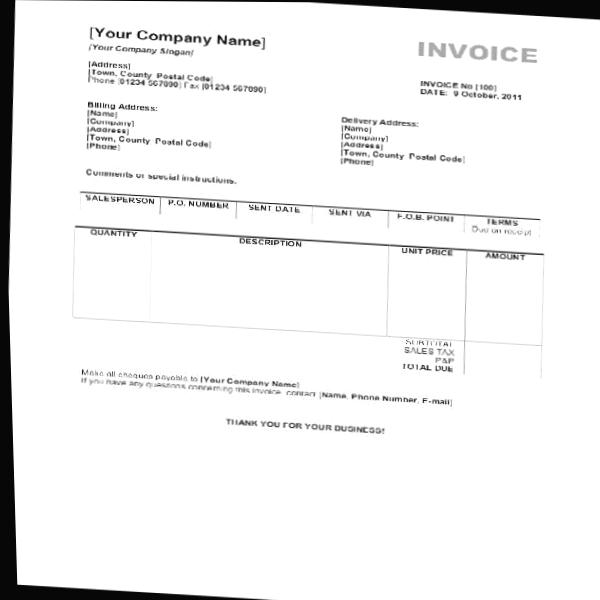 [Your Company Name]
[Your Company Slogan]
INVOICE
[Address]
[Town, County Postal Code]
Phone [01234 567890] Fax [01234 567890]
INVOICE No [100]
DATE: 9 October, 2011
Billing Address:
[Name]
[Company]
[Address]
[Town, County Postal Code]
[Phone]
Delivery Address:
[Name]
[Company]
[Address]
[Town, County Postal Code]
[Phone]
Comments or special instructions:
SALESPERSON P.O. NUMBER SENT DATE SENT VIA F.O.B. POINT TERMS
Due on receipt
QUANTITY DESCRIPTION UNIT PRICE AMOUNT
SUBTOTAL
SALES TAX
P&P
TOTAL DUE
Make all cheques payable to [Your Company Name]
If you have any questions concerning this invoice, contact [Name, Phone Number, E-mail]
THANK YOU FOR YOUR BUSINESS!